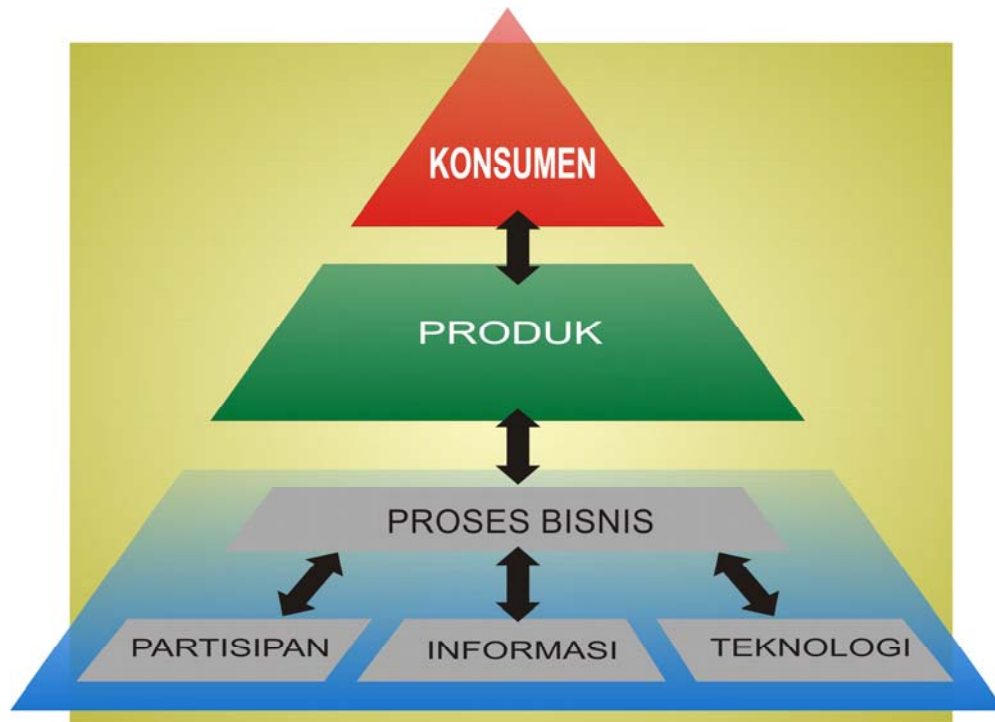 KONSUMEN
PRODUK
PROSES BISNIS
PARTISIPAN
INFORMASI
TEKNOLOGI